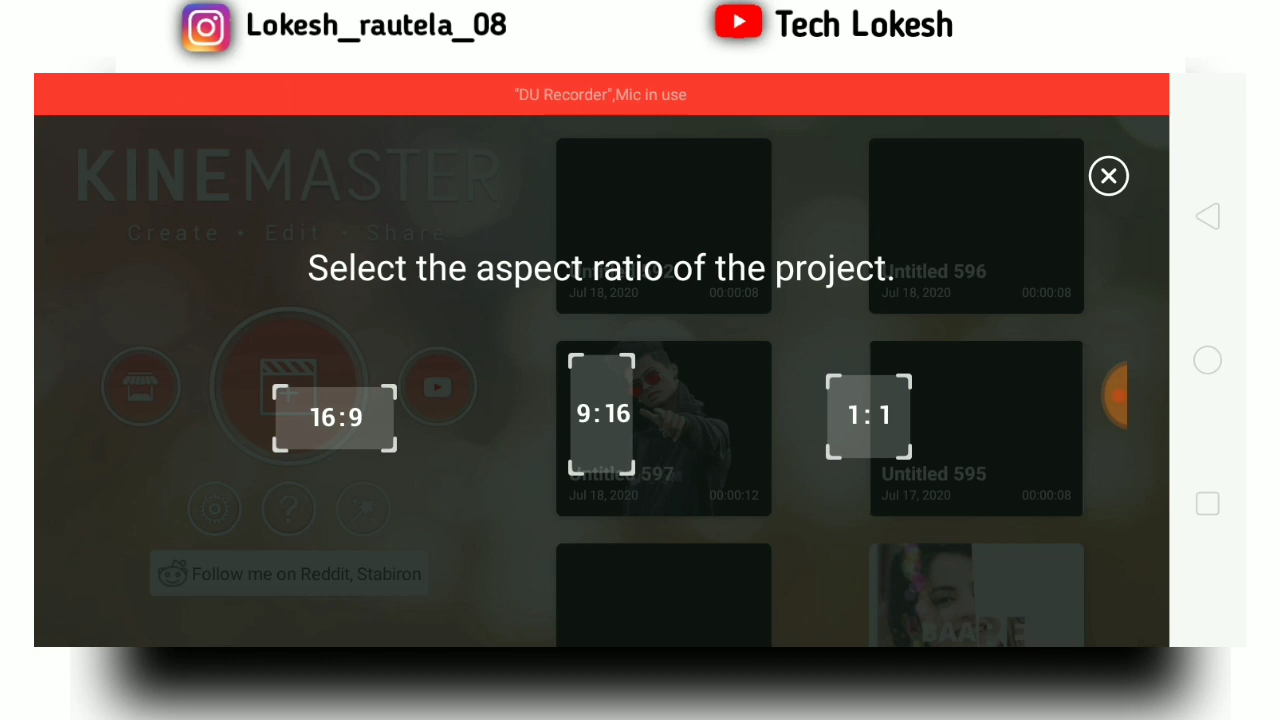 Lokesh_rautela_08
Tech Lokesh
"DU Recorder",Mic in use
KINEMASTER
Create • Edit • Share
Select the aspect ratio of the project.
Jul 18, 2020 00:00:08
Untitled 596
Jul 18, 2020 00:00:08
16:9
9:16
1:1
Untitled 597
Jul 18, 2020 00:00:12
Untitled 595
Jul 17, 2020 00:00:08
Follow me on Reddit, Stabiron